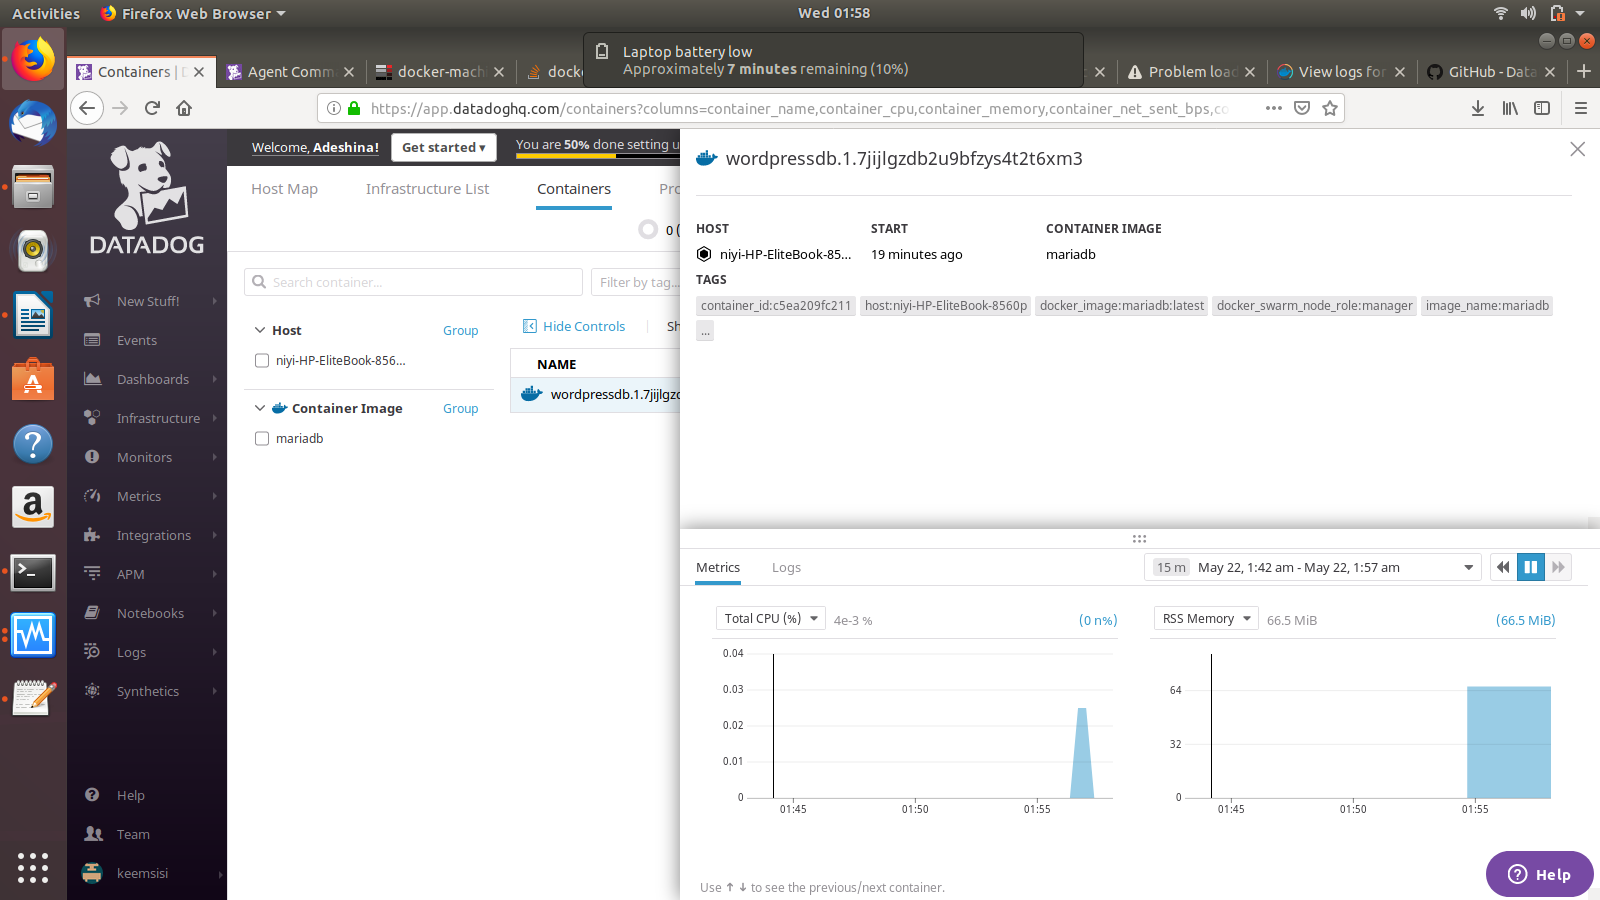 Activities
Firefox Web Browser
Wed 01:58
Laptop battery low
Approximately 7 minutes remaining (10%)
Containers | D
Agent Comm
docker-mach
docke
Problem load
View logs for
GitHub - Data
https://app.datadoghq.com/containers?columns=container_name,container_cpu,container_memory,container_net_sent_bps,co
DATADOG
New Stuff!
Events
Dashboards
Infrastructure
Monitors
Metrics
Integrations
APM
Notebooks
Logs
Synthetics
Help
Team
keemsisi
Welcome, Adeshina!
Get started ▾
You are 50% done setting u
Host Map
Infrastructure List
Containers
Pro
0 (
Search container...
Filter by tag...
Host
Group
niyi-HP-EliteBook-856...
Container Image
Group
mariadb
Hide Controls
Sh
NAME
wordpressdb.1.7jijlgzd
wordpressdb.1.7jijlgzdb2u9bfzys4t2t6xm3
HOST
START
CONTAINER IMAGE
niyi-HP-EliteBook-85...
19 minutes ago
mariadb
TAGS
container_id:c5ea209fc211
host:niyi-HP-EliteBook-8560p
docker_image:mariadb:latest
docker_swarm_node_role:manager
image_name:mariadb
...
Metrics
Logs
15 m
May 22, 1:42 am - May 22, 1:57 am
Total CPU (%)
4e-3 %
(0 n%)
0.04
0.03
0.02
0.01
0
01:45
01:50
01:55
RSS Memory
66.5 MiB
(66.5 MiB)
64
32
0
01:45
01:50
01:55
Use ↑ ↓ to see the previous/next container.
Help